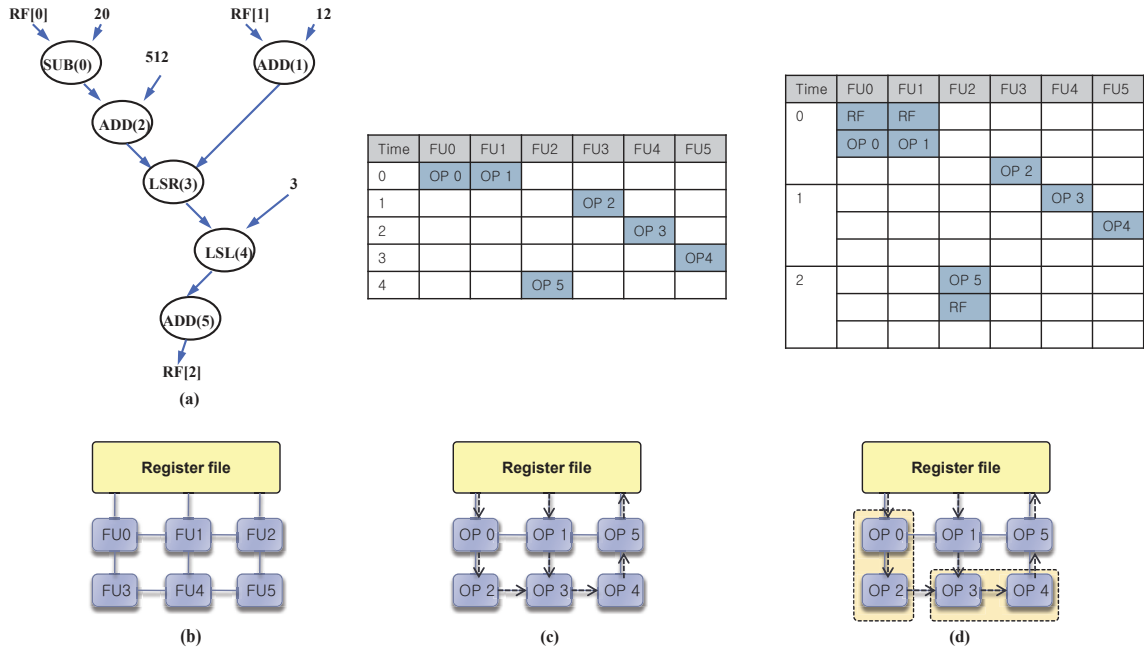 RF[0] 20 RF[1] 12
SUB(0) 512 ADD(1)
ADD(2)
LSR(3) 3
LSL(4)
ADD(5)
RF[2]
(a)
Time FU0 FU1 FU2 FU3 FU4 FU5
0 OP 0 OP 1
1 OP 2
2 OP 3
3 OP4
4 OP 5
Time FU0 FU1 FU2 FU3 FU4 FU5
0 RF RF
OP 0 OP 1
OP 2
1 OP 3
OP4
2 OP 5
RF
Register file
FU0 FU1 FU2
FU3 FU4 FU5
(b)
Register file
OP 0 OP 1 OP 5
OP 2 OP 3 OP 4
(c)
Register file
OP 0 OP 1 OP 5
OP 2 OP 3 OP 4
(d)